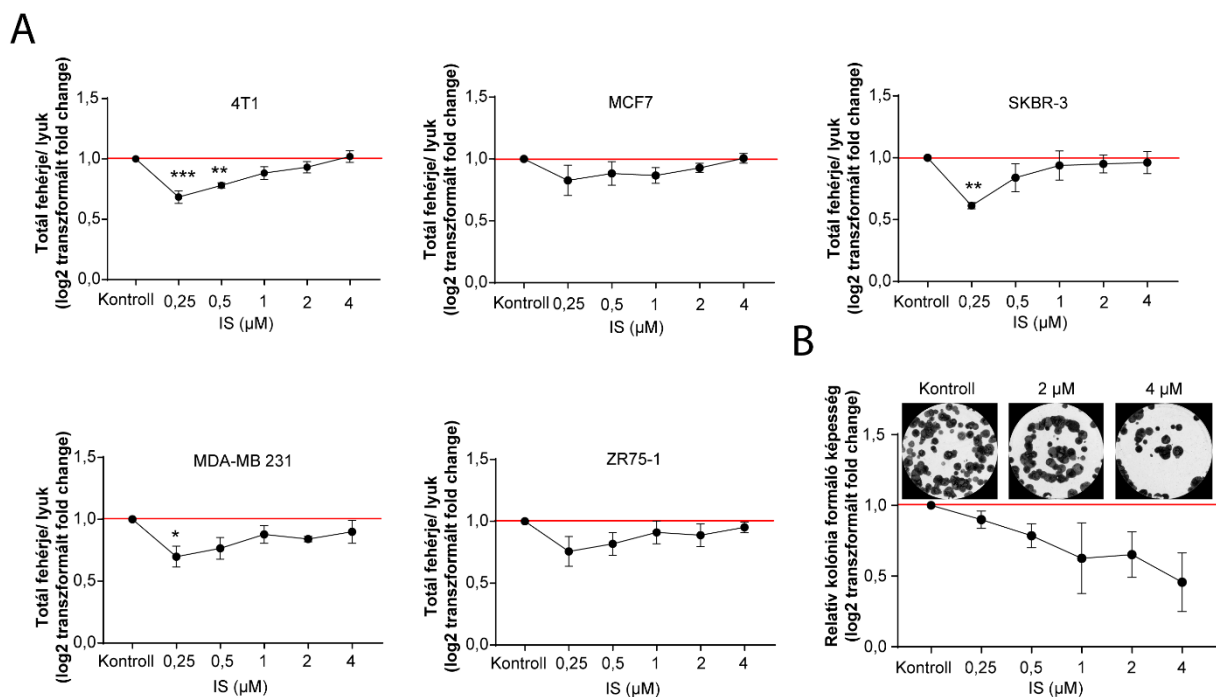 A
4T1
Totál fehérje/ lyuk
(log2 transzformált fold change)
1,5
1,0
0,5
0,0
***
**
Kontroll 0,25 0,5 1 2 4
IS (µM)
MCF7
Totál fehérje/ lyuk
(log2 transzformált fold change)
1,5
1,0
0,5
0,0
Kontroll 0,25 0,5 1 2 4
IS (µM)
SKBR-3
Totál fehérje/ lyuk
(log2 transzformált fold change)
1,5
1,0
0,5
0,0
**
Kontroll 0,25 0,5 1 2 4
IS (µM)
MDA-MB 231
Totál fehérje/ lyuk
(log2 transzformált fold change)
1,5
1,0
0,5
0,0
*
Kontroll 0,25 0,5 1 2 4
IS (µM)
ZR75-1
Totál fehérje/ lyuk
(log2 transzformált fold change)
1,5
1,0
0,5
0,0
Kontroll 0,25 0,5 1 2 4
IS (µM)
B
Kontroll 2 µM 4 µM
Relatív kolónia formáló képesség
(log2 transzformált fold change)
1,5
1,0
0,5
0,0
Kontroll 0,25 0,5 1 2 4
IS (µM)